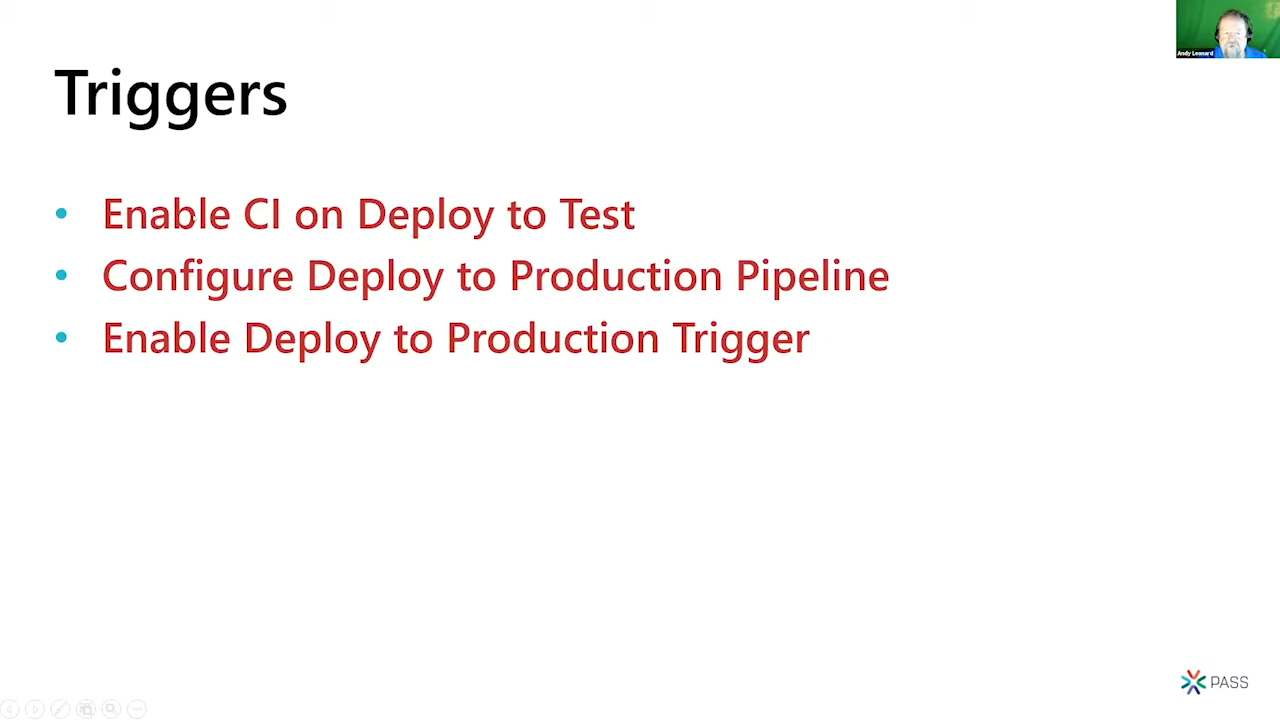 Andy Leonard
Triggers
• Enable CI on Deploy to Test
• Configure Deploy to Production Pipeline
• Enable Deploy to Production Trigger
PASS